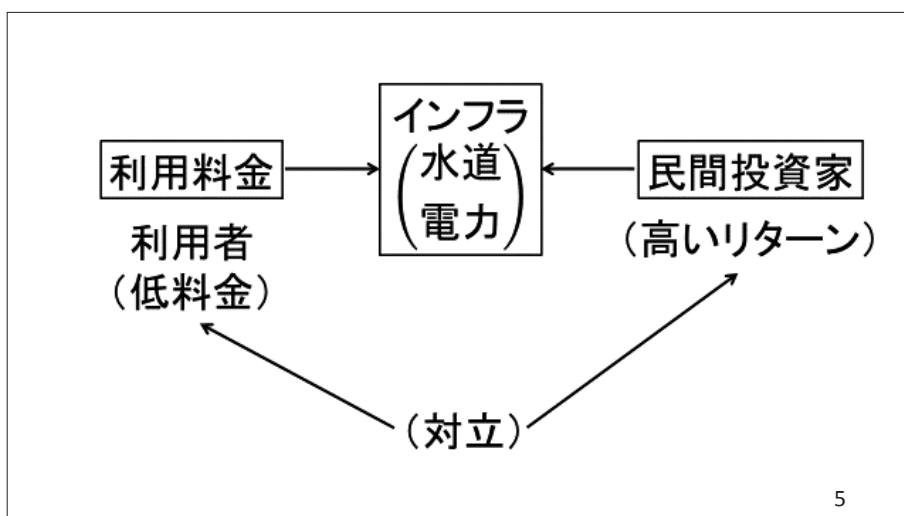 インフラ
(水道
電力)
利用料金
民間投資家
利用者
(低料金)
(高いリターン)
(対立)
5